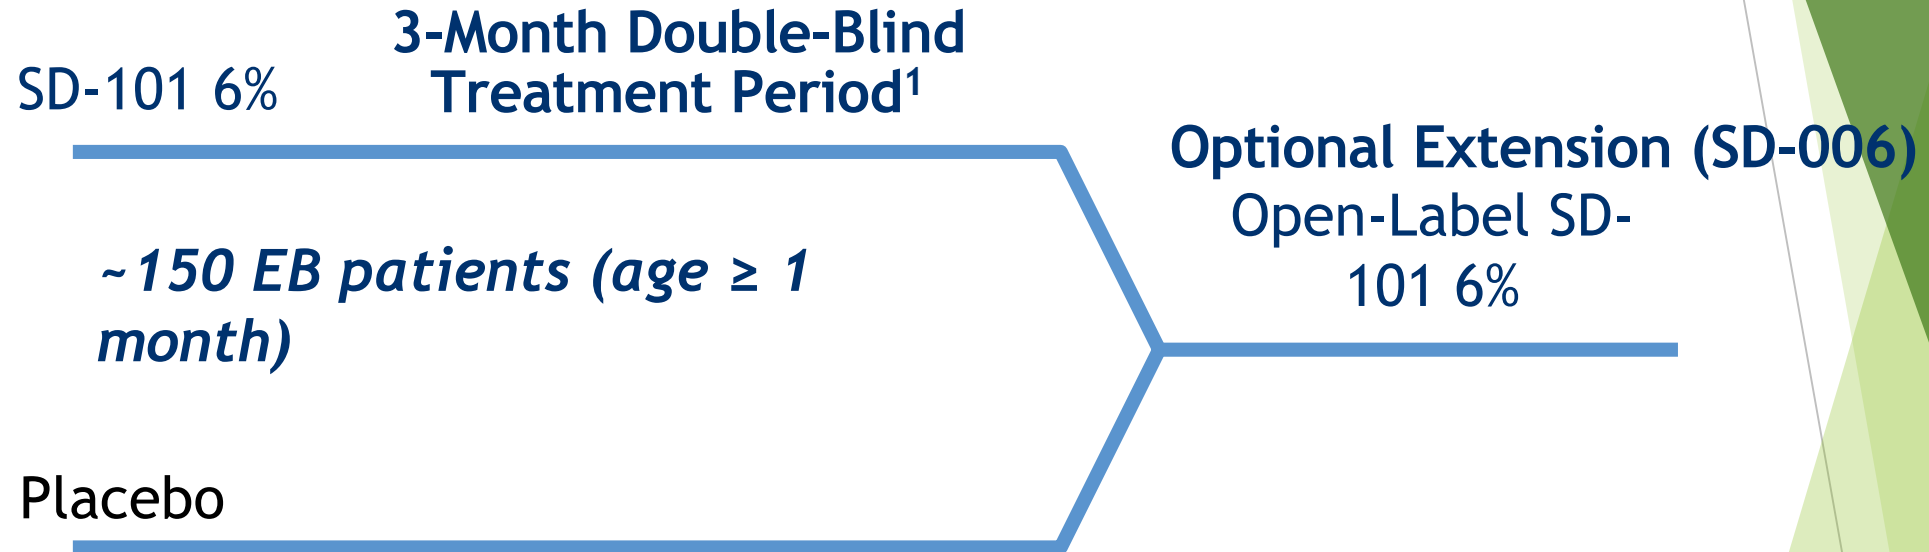 3-Month Double-Blind
Treatment Period¹
SD-101 6%
Optional Extension (SD-006)
Open-Label SD-
101 6%
~150 EB patients (age ≥ 1
month)
Placebo